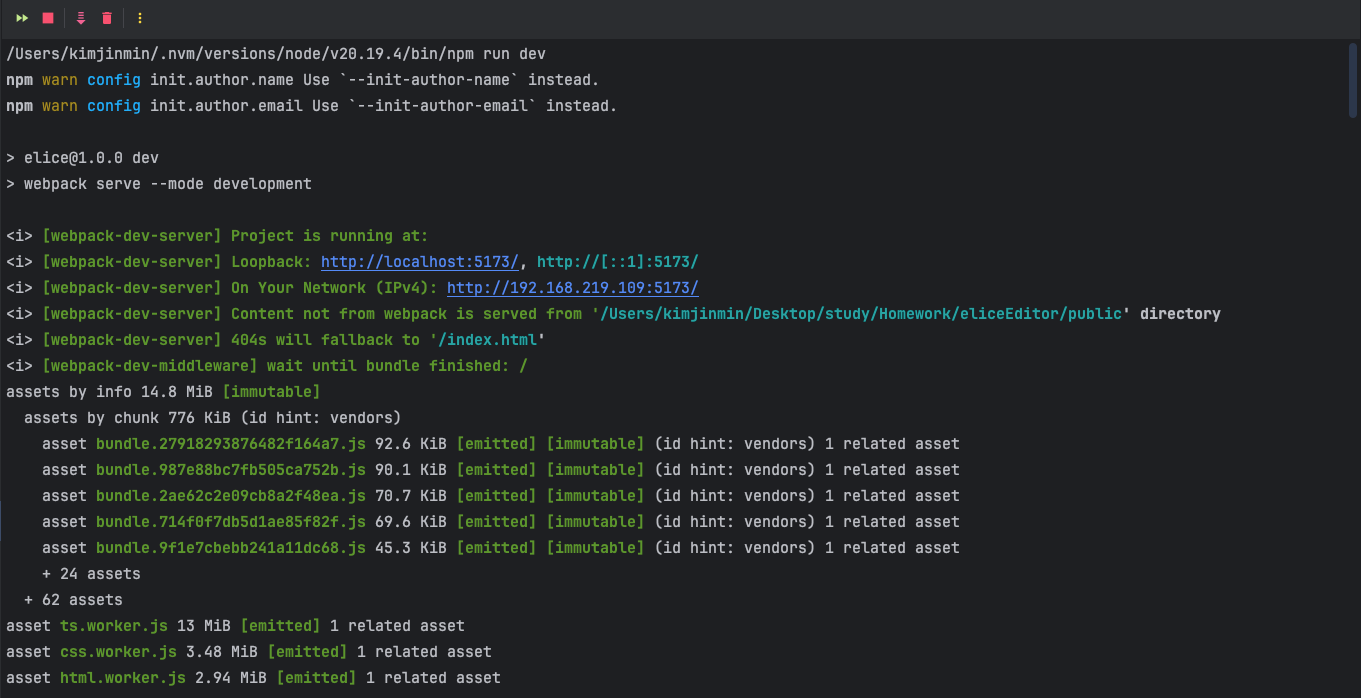 /Users/kimjinmin/.nvm/versions/node/v20.19.4/bin/npm run dev
npm warn config init.author.name Use `--init-author-name` instead.
npm warn config init.author.email Use `--init-author-email` instead.
> elice@1.0.0 dev
> webpack serve --mode development
<i> [webpack-dev-server] Project is running at:
<i> [webpack-dev-server] Loopback: http://localhost:5173/, http://[::1]:5173/
<i> [webpack-dev-server] On Your Network (IPv4): http://192.168.219.109:5173/
<i> [webpack-dev-server] Content not from webpack is served from '/Users/kimjinmin/Desktop/study/Homework/eliceEditor/public' directory
<i> [webpack-dev-server] 404s will fallback to '/index.html'
<i> [webpack-dev-middleware] wait until bundle finished: /
assets by info 14.8 MiB [immutable]
  assets by chunk 776 KiB (id hint: vendors)
    asset bundle.27918293876482f164a7.js 92.6 KiB [emitted] [immutable] (id hint: vendors) 1 related asset
    asset bundle.987e88bc7fb505ca752b.js 90.1 KiB [emitted] [immutable] (id hint: vendors) 1 related asset
    asset bundle.2ae62c2e09cb8a2f48ea.js 70.7 KiB [emitted] [immutable] (id hint: vendors) 1 related asset
    asset bundle.714f0f7db5d1ae85f82f.js 69.6 KiB [emitted] [immutable] (id hint: vendors) 1 related asset
    asset bundle.9f1e7cbebb241a11dc68.js 45.3 KiB [emitted] [immutable] (id hint: vendors) 1 related asset
    + 24 assets
  + 62 assets
asset ts.worker.js 13 MiB [emitted] 1 related asset
asset css.worker.js 3.48 MiB [emitted] 1 related asset
asset html.worker.js 2.94 MiB [emitted] 1 related asset